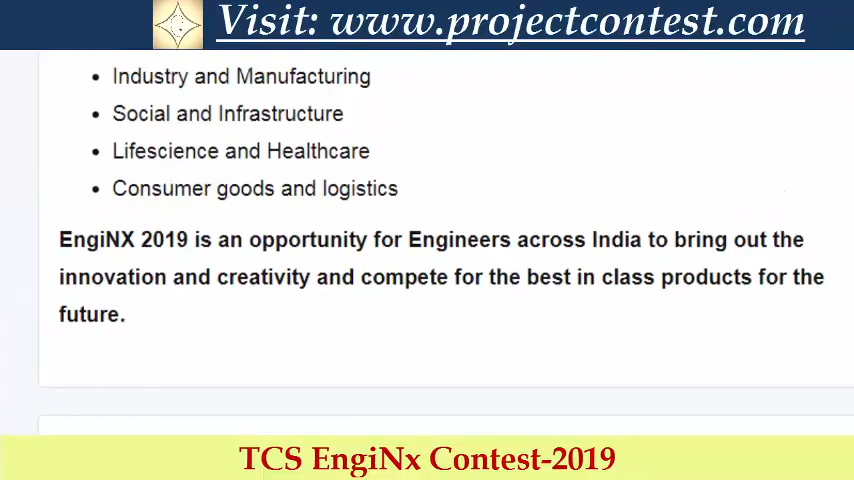 Visit: www.projectcontest.com
• Industry and Manufacturing
• Social and Infrastructure
• Lifescience and Healthcare
• Consumer goods and logistics
EngiNX 2019 is an opportunity for Engineers across India to bring out the
innovation and creativity and compete for the best in class products for the
future.
TCS EngiNx Contest-2019